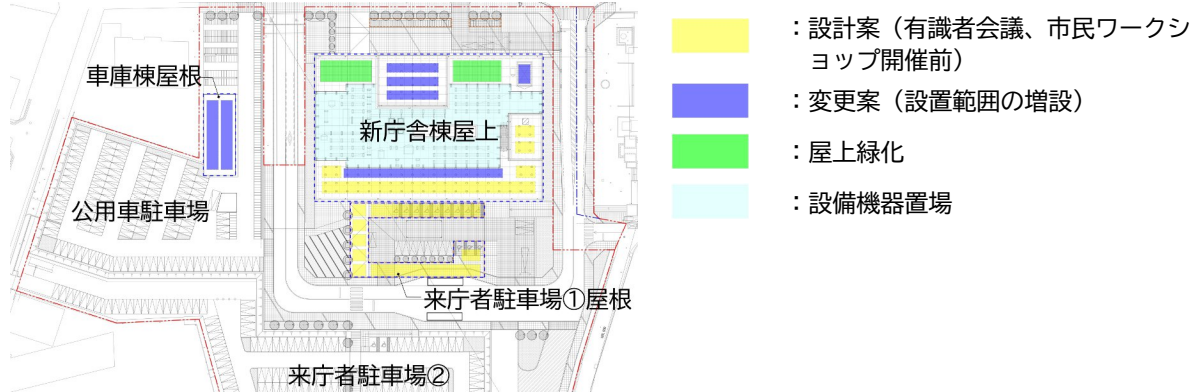 車庫棟屋根
新庁舎棟屋上
公用車駐車場
来庁者駐車場①屋根
来庁者駐車場②
：設計案（有識者会議、市民ワークシ
ョップ開催前）
：変更案（設置範囲の増設）
：屋上緑化
：設備機器置場